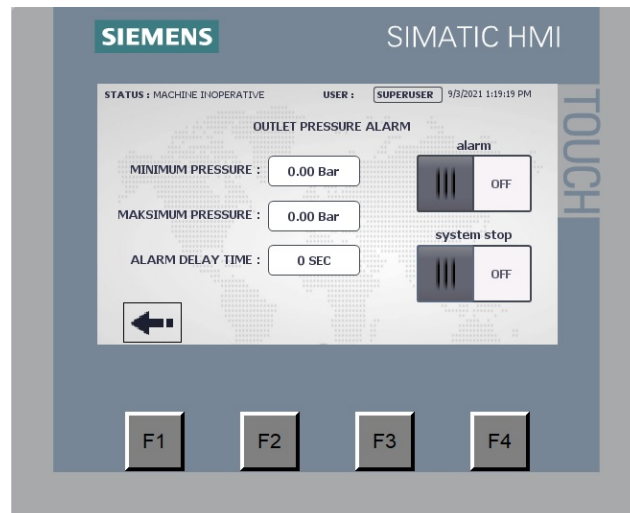 SIEMENS
SIMATIC HMI
TOUCH
STATUS : MACHINE INOPERATIVE USER : SUPERUSER 9/3/2021 1:19:19 PM
OUTLET PRESSURE ALARM
alarm
MINIMUM PRESSURE : 0.00 Bar
OFF
MAKSIMUM PRESSURE : 0.00 Bar
system stop
ALARM DELAY TIME : 0 SEC
OFF
F1 F2 F3 F4